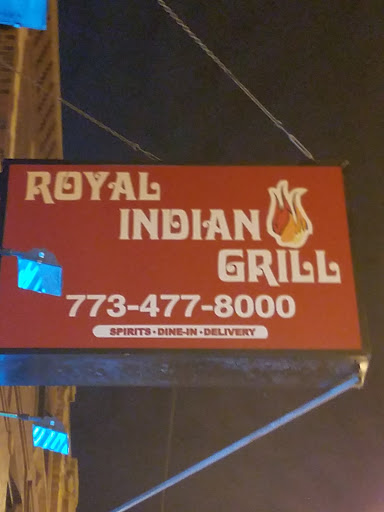 ROYAL
INDIAN
GRILL
773-477-8000
SPIRITS • DINE-IN • DELIVERY